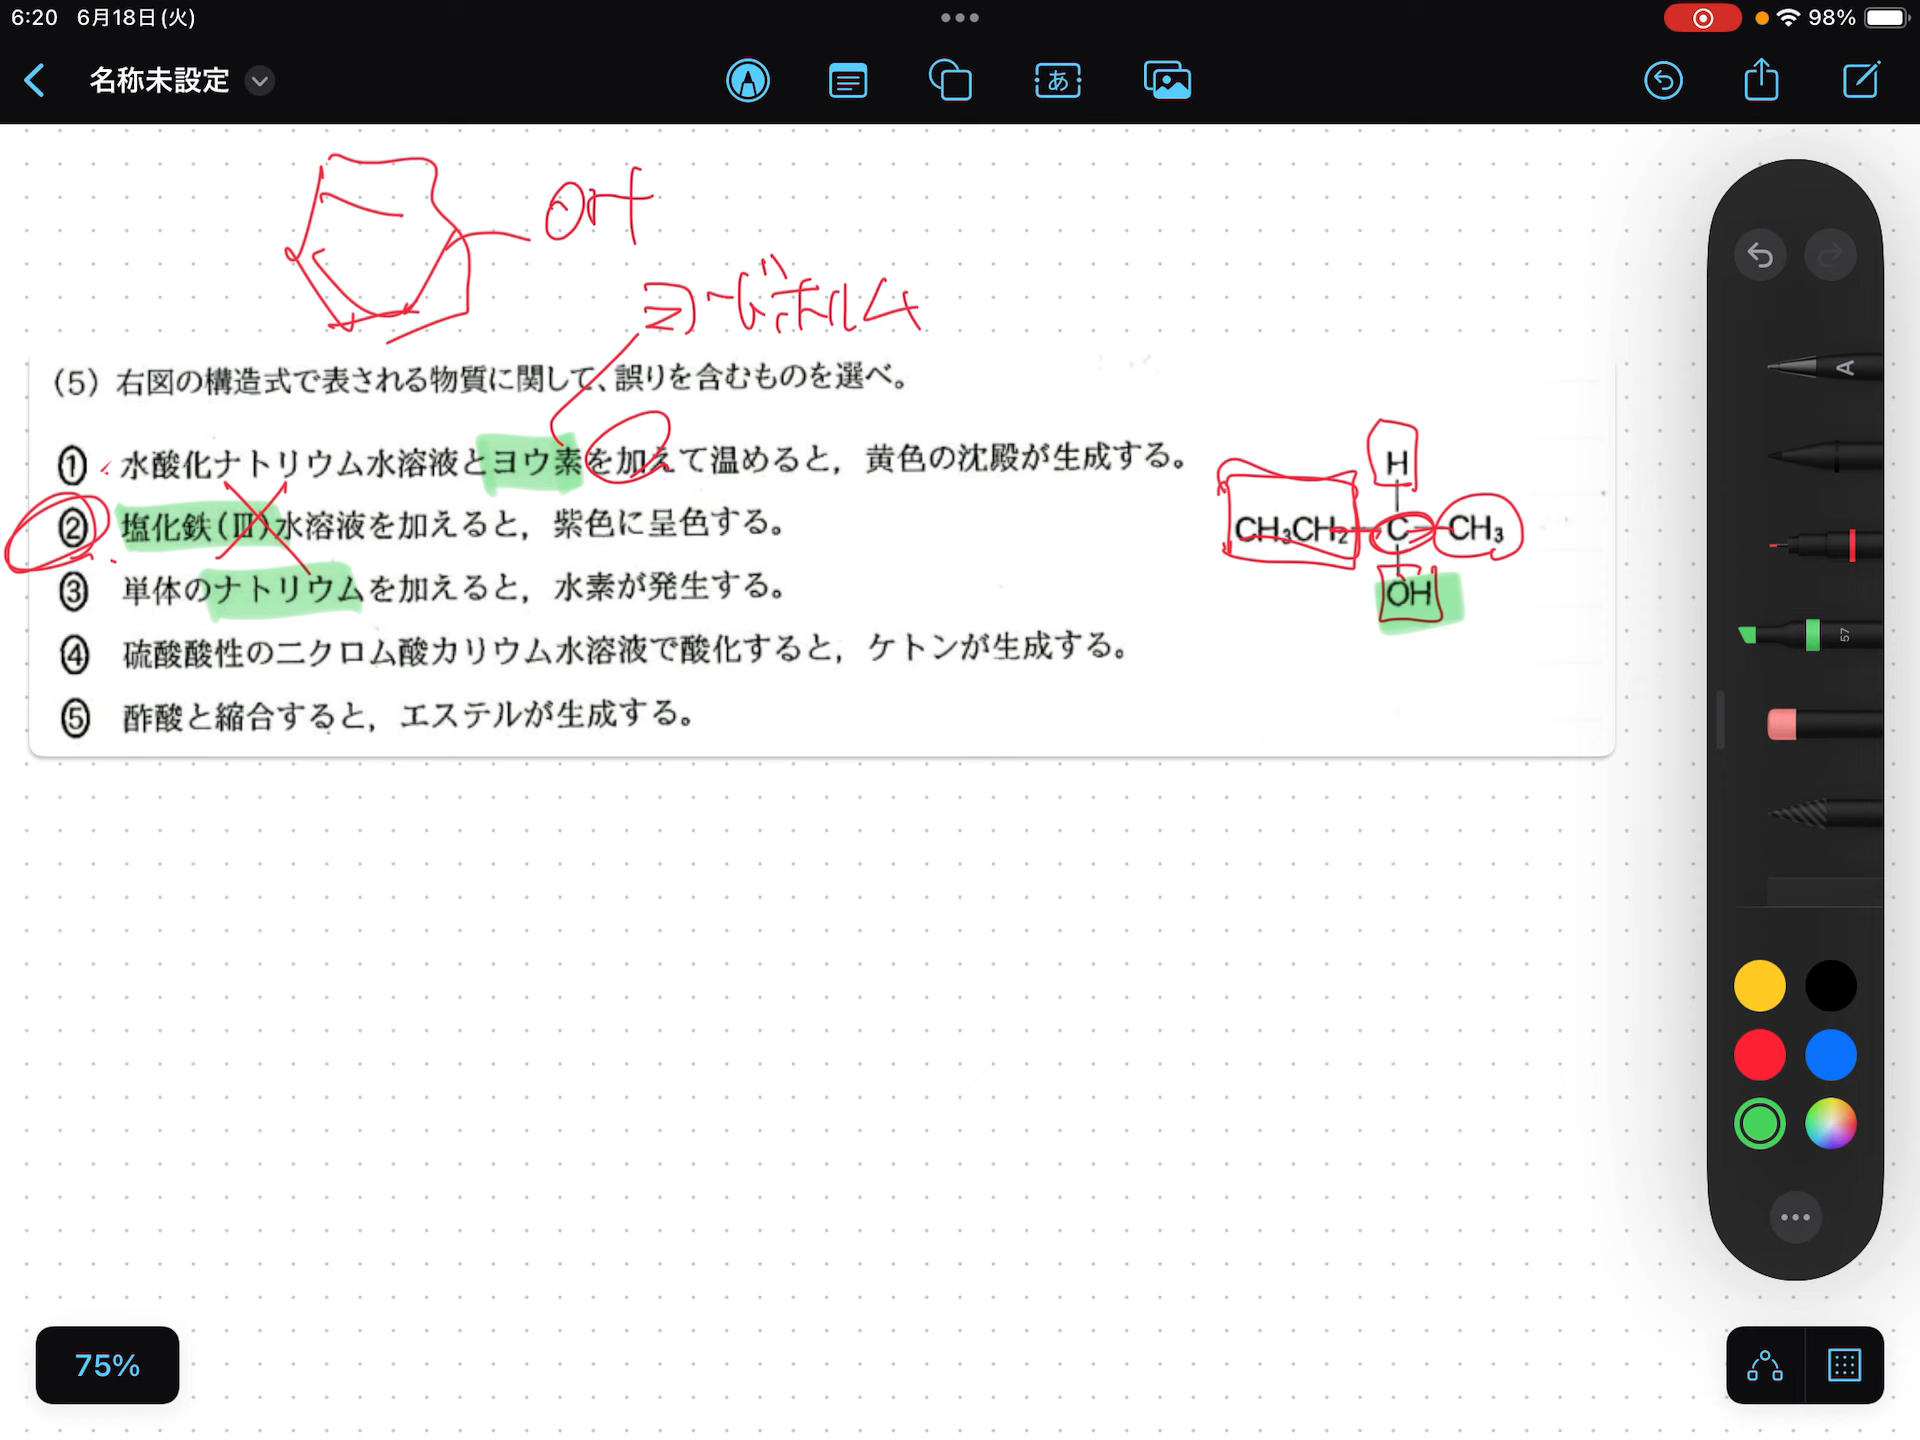 6:20 6月18日(火)
98%
名称未設定
あ
OH
ヨードホルム
(5) 右図の構造式で表される物質に関して、誤りを含むものを選べ。
① 水酸化ナトリウム水溶液とヨウ素を加えて温めると，黄色の沈殿が生成する。
② 塩化鉄(Ⅲ)水溶液を加えると，紫色に呈色する。
③ 単体のナトリウムを加えると，水素が発生する。
④ 硫酸酸性の二クロム酸カリウム水溶液で酸化すると，ケトンが生成する。
⑤ 酢酸と縮合すると，エステルが生成する。
H
CH₃CH₂-C-CH₃
OH
A
57
75%